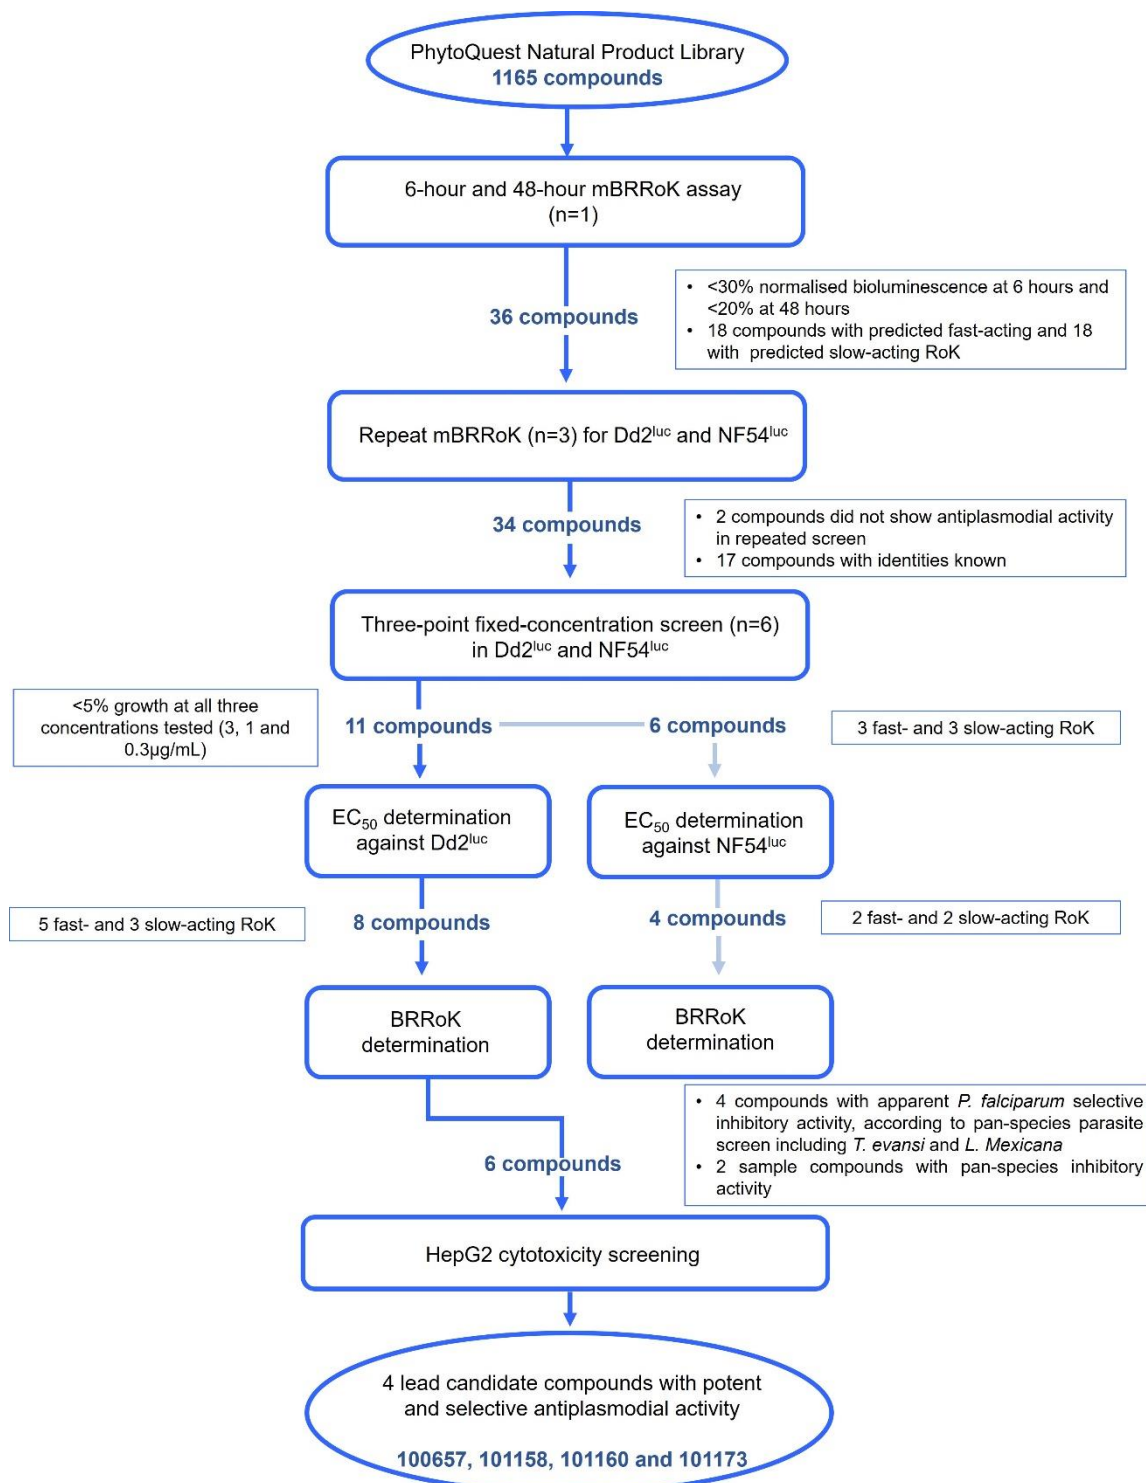 PhytoQuest Natural Product Library
1165 compounds
6-hour and 48-hour mBRRoK assay
(n=1)
36 compounds
• <30% normalised bioluminescence at 6 hours and
<20% at 48 hours
• 18 compounds with predicted fast-acting and 18
with predicted slow-acting RoK
Repeat mBRRoK (n=3) for Dd2luc and NF54luc
34 compounds
• 2 compounds did not show antiplasmodial activity
in repeated screen
• 17 compounds with identities known
Three-point fixed-concentration screen (n=6)
in Dd2luc and NF54luc
<5% growth at all three
concentrations tested (3, 1 and
0.3µg/mL)
11 compounds
6 compounds
3 fast- and 3 slow-acting RoK
EC50 determination
against Dd2luc
EC50 determination
against NF54luc
5 fast- and 3 slow-acting RoK
8 compounds
4 compounds
2 fast- and 2 slow-acting RoK
BRRoK
determination
BRRoK
determination
• 4 compounds with apparent P. falciparum selective
inhibitory activity, according to pan-species parasite
screen including T. evansi and L. Mexicana
• 2 sample compounds with pan-species inhibitory
activity
6 compounds
HepG2 cytotoxicity screening
4 lead candidate compounds with potent
and selective antiplasmodial activity
100657, 101158, 101160 and 101173